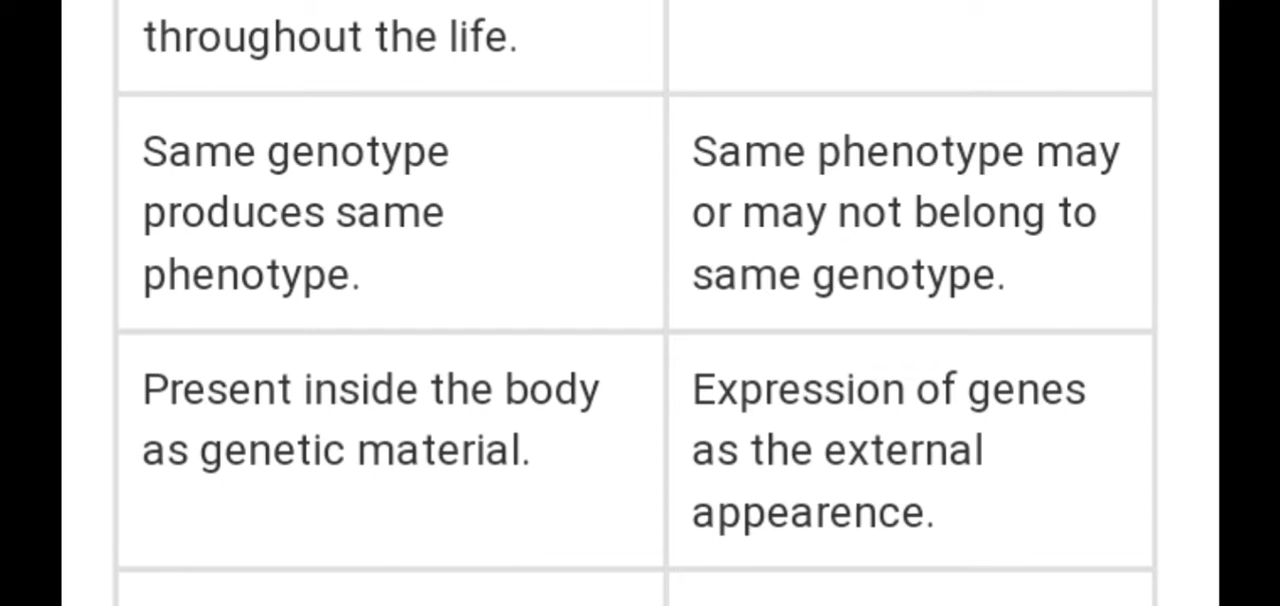 throughout the life.
Same genotype
produces same
phenotype.
Same phenotype may
or may not belong to
same genotype.
Present inside the body
as genetic material.
Expression of genes
as the external
appearence.